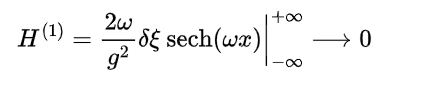 H^{(1)} = \frac{2\omega}{g^2} \delta\xi \operatorname{sech}(\omega x) \Big|_{-\infty}^{+\infty} \longrightarrow 0